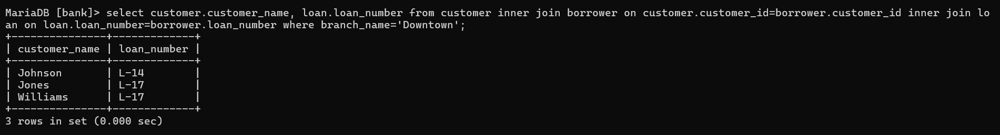 MariaDB [bank]> select customer.customer_name, loan.loan_number from customer inner join borrower on customer.customer_id=borrower.customer_id inner join lo
an on loan.loan_number=borrower.loan_number where branch_name='Downtown';
+---------------+-------------+
| customer_name | loan_number |
+---------------+-------------+
| Johnson       | L-14        |
| Jones         | L-17        |
| Williams      | L-17        |
+---------------+-------------+
3 rows in set (0.000 sec)